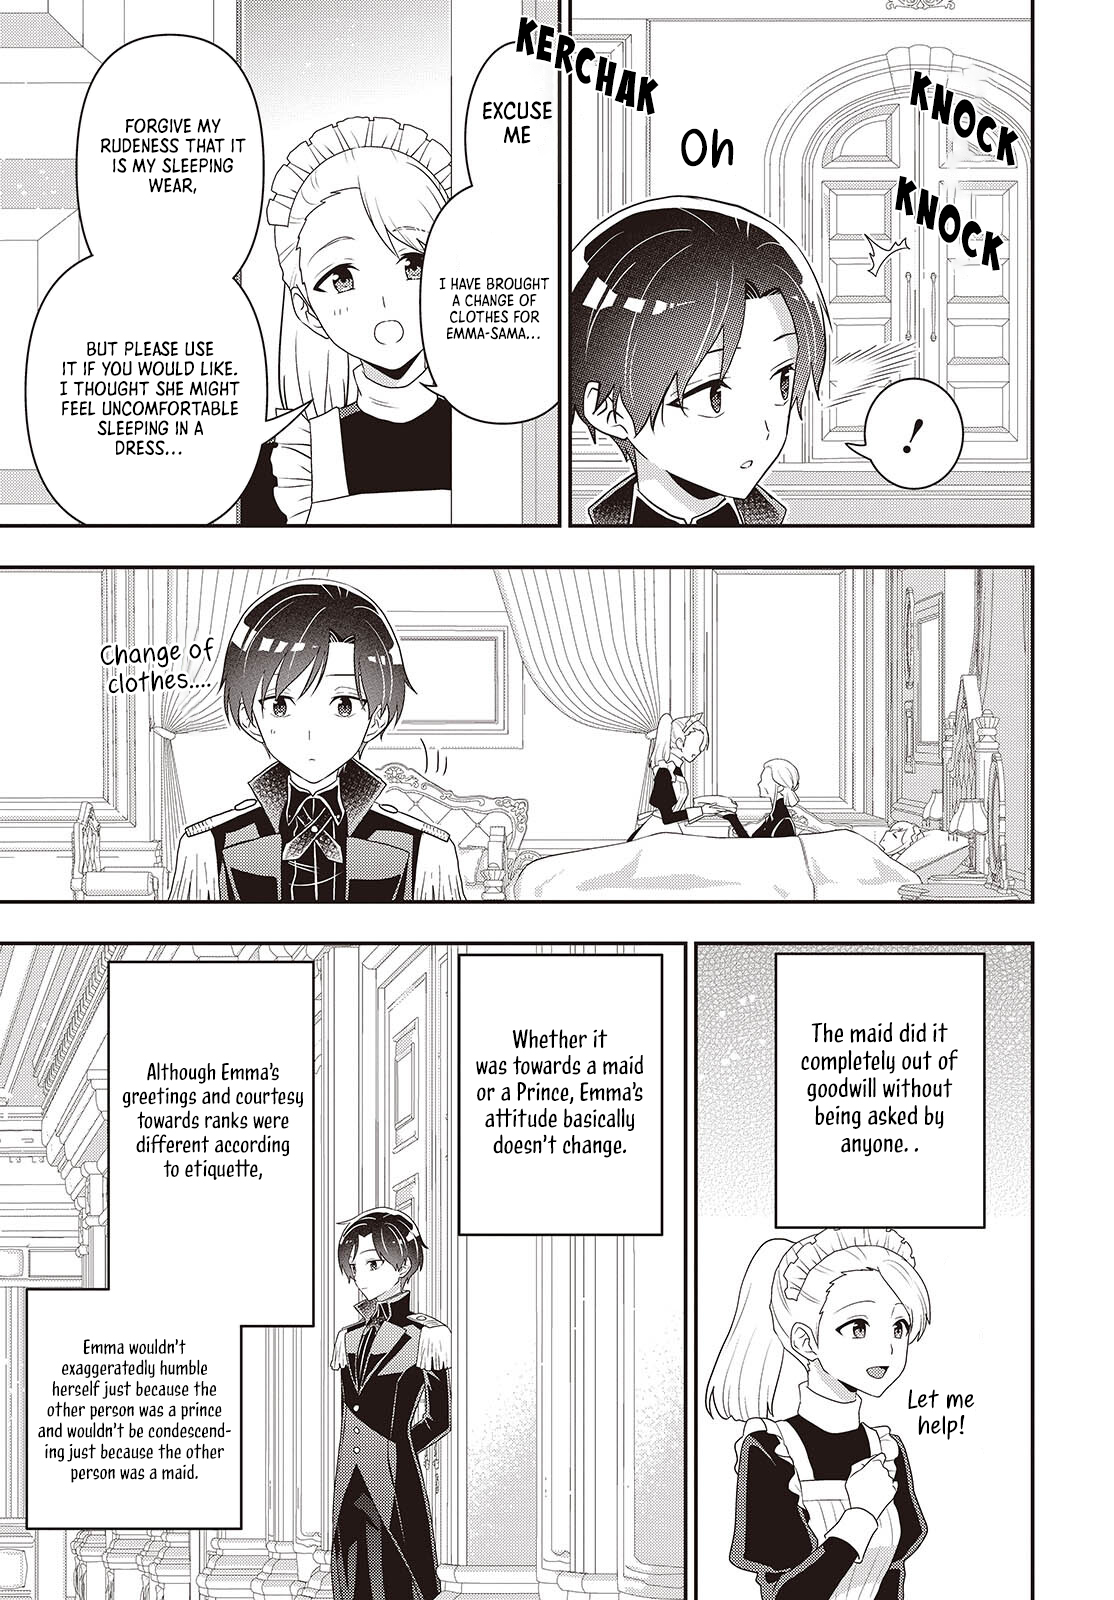 KNOCK
KNOCK
Oh
!
KERCHAK
EXCUSE
ME
I HAVE BROUGHT
A CHANGE OF
CLOTHES FOR
EMMA-SAMA...
FORGIVE MY
RUDENESS THAT IT
IS MY SLEEPING
WEAR,
BUT PLEASE USE
IT IF YOU WOULD LIKE.
I THOUGHT SHE MIGHT
FEEL UNCOMFORTABLE
SLEEPING IN A
DRESS...
Change of
clothes....
The maid did it
completely out of
goodwill without
being asked by
anyone. .
Let me
help!
Whether it
was towards a maid
or a Prince, Emma's
attitude basically
doesn't change.
Although Emma's
greetings and courtesy
towards ranks were
different according
to etiquette,
Emma wouldn't
exaggeratedly humble
herself just because the
other person was a prince
and wouldn't be condescend-
ing just because the other
person was a maid.